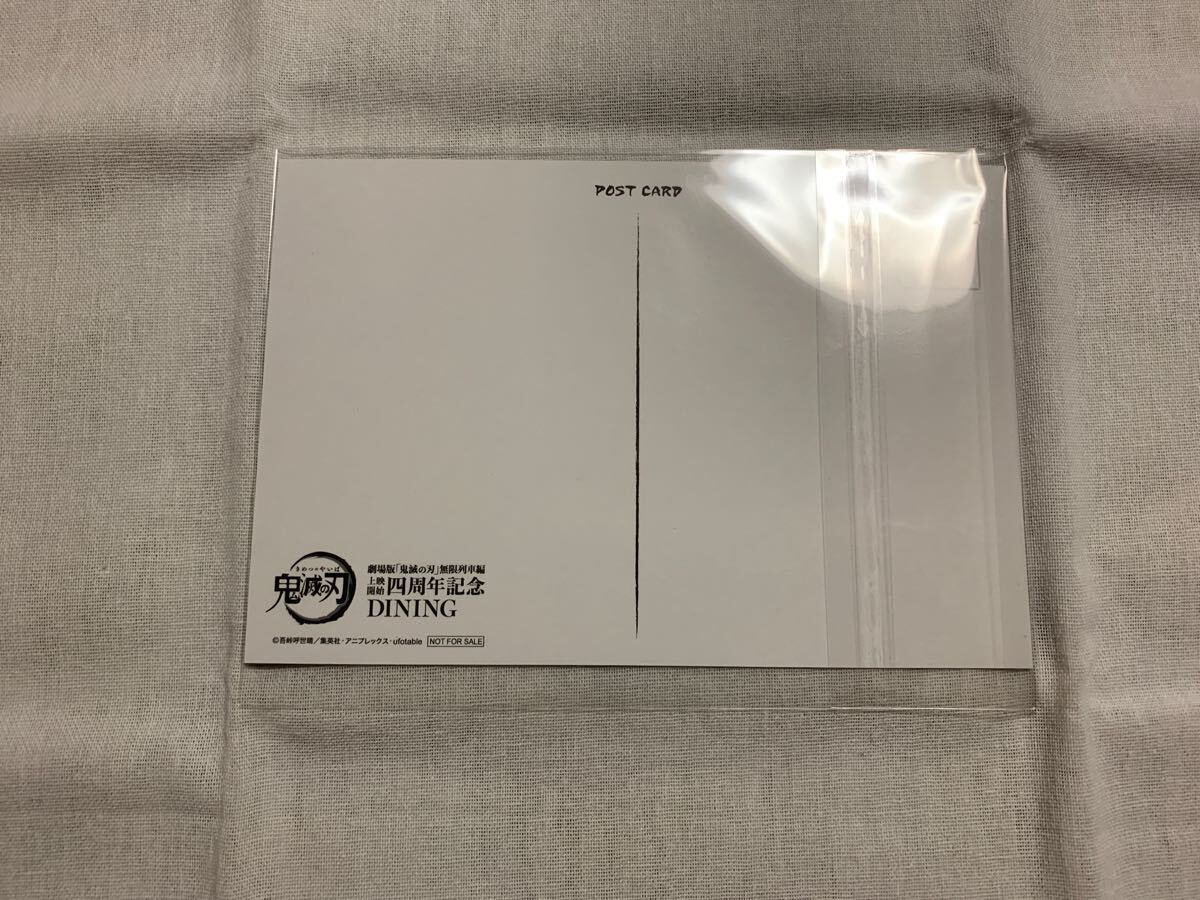 POST CARD
きめつのやいば
鬼滅の刃
劇場版「鬼滅の刃」無限列車編
上映開始 四周年記念
DINING
©吾峠呼世晴／集英社・アニプレックス・ufotable NOT FOR SALE